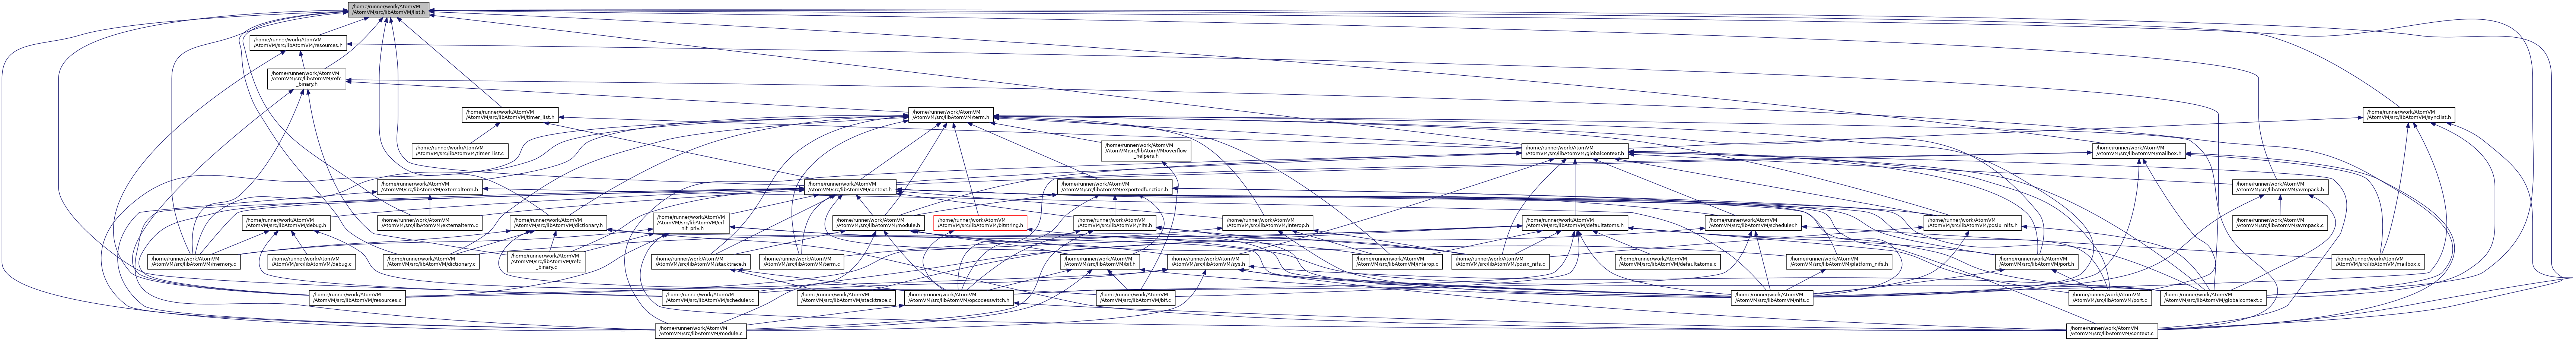 /home/runner/work/AtomVM
/AtomVM/src/libAtomVM/list.h
/home/runner/work/AtomVM
/AtomVM/src/libAtomVM/resources.h
/home/runner/work/AtomVM
/AtomVM/src/libAtomVM/refc
_binary.h
/home/runner/work/AtomVM
/AtomVM/src/libAtomVM/timer_list.h
/home/runner/work/AtomVM
/AtomVM/src/libAtomVM/term.h
/home/runner/work/AtomVM
/AtomVM/src/libAtomVM/synclist.h
/home/runner/work/AtomVM
/AtomVM/src/libAtomVM/timer_list.c
/home/runner/work/AtomVM
/AtomVM/src/libAtomVM/overflow
_helpers.h
/home/runner/work/AtomVM
/AtomVM/src/libAtomVM/globalcontext.h
/home/runner/work/AtomVM
/AtomVM/src/libAtomVM/mailbox.h
/home/runner/work/AtomVM
/AtomVM/src/libAtomVM/externalterm.h
/home/runner/work/AtomVM
/AtomVM/src/libAtomVM/context.h
/home/runner/work/AtomVM
/AtomVM/src/libAtomVM/exportedfunction.h
/home/runner/work/AtomVM
/AtomVM/src/libAtomVM/avmpack.h
/home/runner/work/AtomVM
/AtomVM/src/libAtomVM/debug.h
/home/runner/work/AtomVM
/AtomVM/src/libAtomVM/externalterm.c
/home/runner/work/AtomVM
/AtomVM/src/libAtomVM/dictionary.h
/home/runner/work/AtomVM
/AtomVM/src/libAtomVM/erl
_nif_priv.h
/home/runner/work/AtomVM
/AtomVM/src/libAtomVM/module.h
/home/runner/work/AtomVM
/AtomVM/src/libAtomVM/bitstring.h
/home/runner/work/AtomVM
/AtomVM/src/libAtomVM/nifs.h
/home/runner/work/AtomVM
/AtomVM/src/libAtomVM/interop.h
/home/runner/work/AtomVM
/AtomVM/src/libAtomVM/defaultatoms.h
/home/runner/work/AtomVM
/AtomVM/src/libAtomVM/scheduler.h
/home/runner/work/AtomVM
/AtomVM/src/libAtomVM/posix_nifs.h
/home/runner/work/AtomVM
/AtomVM/src/libAtomVM/avmpack.c
/home/runner/work/AtomVM
/AtomVM/src/libAtomVM/memory.c
/home/runner/work/AtomVM
/AtomVM/src/libAtomVM/debug.c
/home/runner/work/AtomVM
/AtomVM/src/libAtomVM/dictionary.c
/home/runner/work/AtomVM
/AtomVM/src/libAtomVM/refc
_binary.c
/home/runner/work/AtomVM
/AtomVM/src/libAtomVM/stacktrace.h
/home/runner/work/AtomVM
/AtomVM/src/libAtomVM/term.c
/home/runner/work/AtomVM
/AtomVM/src/libAtomVM/bif.h
/home/runner/work/AtomVM
/AtomVM/src/libAtomVM/sys.h
/home/runner/work/AtomVM
/AtomVM/src/libAtomVM/interop.c
/home/runner/work/AtomVM
/AtomVM/src/libAtomVM/posix_nifs.c
/home/runner/work/AtomVM
/AtomVM/src/libAtomVM/defaultatoms.c
/home/runner/work/AtomVM
/AtomVM/src/libAtomVM/platform_nifs.h
/home/runner/work/AtomVM
/AtomVM/src/libAtomVM/port.h
/home/runner/work/AtomVM
/AtomVM/src/libAtomVM/mailbox.c
/home/runner/work/AtomVM
/AtomVM/src/libAtomVM/resources.c
/home/runner/work/AtomVM
/AtomVM/src/libAtomVM/scheduler.c
/home/runner/work/AtomVM
/AtomVM/src/libAtomVM/stacktrace.c
/home/runner/work/AtomVM
/AtomVM/src/libAtomVM/opcodesswitch.h
/home/runner/work/AtomVM
/AtomVM/src/libAtomVM/bif.c
/home/runner/work/AtomVM
/AtomVM/src/libAtomVM/nifs.c
/home/runner/work/AtomVM
/AtomVM/src/libAtomVM/port.c
/home/runner/work/AtomVM
/AtomVM/src/libAtomVM/globalcontext.c
/home/runner/work/AtomVM
/AtomVM/src/libAtomVM/module.c
/home/runner/work/AtomVM
/AtomVM/src/libAtomVM/context.c